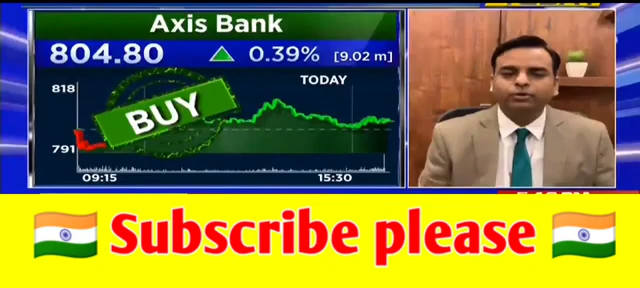 Axis Bank
804.80 ▲ 0.39% [9.02 m]
TODAY
818
BUY
791
09:15 15:30
🇮🇳 Subscribe please 🇮🇳